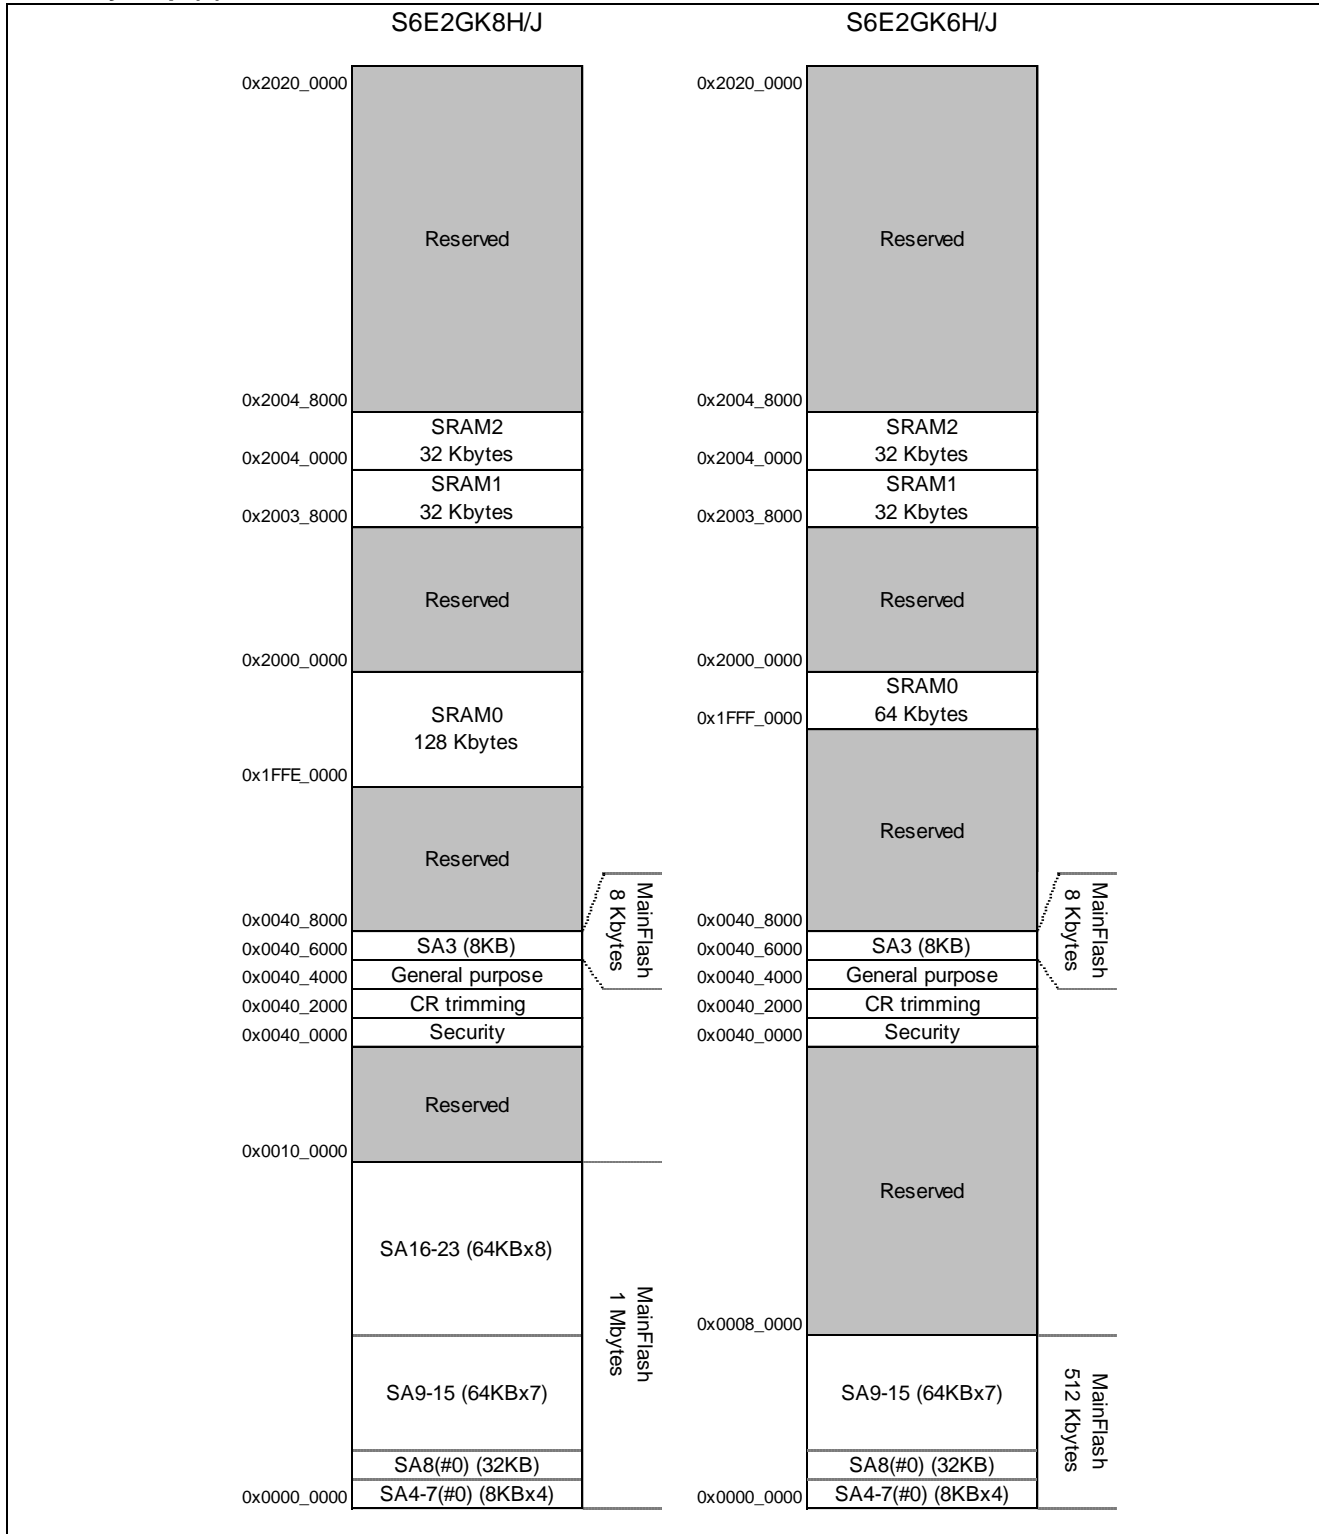 S6E2GK8H/J
0x2020_0000
Reserved
0x2004_8000
SRAM2
32 Kbytes
0x2004_0000
SRAM1
32 Kbytes
0x2003_8000
Reserved
0x2000_0000
SRAM0
128 Kbytes
0x1FFE_0000
Reserved
0x0040_8000
SA3 (8KB)
0x0040_6000
General purpose
0x0040_4000
CR trimming
0x0040_2000
Security
0x0040_0000
MainFlash
8 Kbytes
Reserved
0x0010_0000
SA16-23 (64KBx8)
SA9-15 (64KBx7)
SA8(#0) (32KB)
SA4-7(#0) (8KBx4)
0x0000_0000
MainFlash
1 Mbytes
S6E2GK6H/J
0x2020_0000
Reserved
0x2004_8000
SRAM2
32 Kbytes
0x2004_0000
SRAM1
32 Kbytes
0x2003_8000
Reserved
0x2000_0000
SRAM0
64 Kbytes
0x1FFF_0000
Reserved
0x0040_8000
SA3 (8KB)
0x0040_6000
General purpose
0x0040_4000
CR trimming
0x0040_2000
Security
0x0040_0000
MainFlash
8 Kbytes
Reserved
0x0008_0000
SA9-15 (64KBx7)
SA8(#0) (32KB)
SA4-7(#0) (8KBx4)
0x0000_0000
MainFlash
512 Kbytes